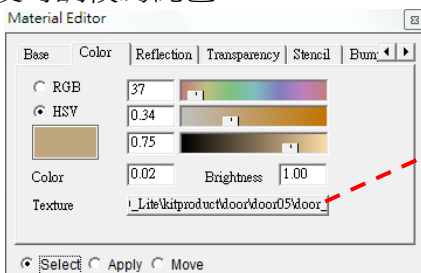 Material Editor
Base Color Reflection Transparency Stencil Bum
RGB 37
HSV 0.34
0.75
Color 0.02 Brightness 1.00
Texture _Lite\kitproduct\door\door05\door_
Select Apply Move